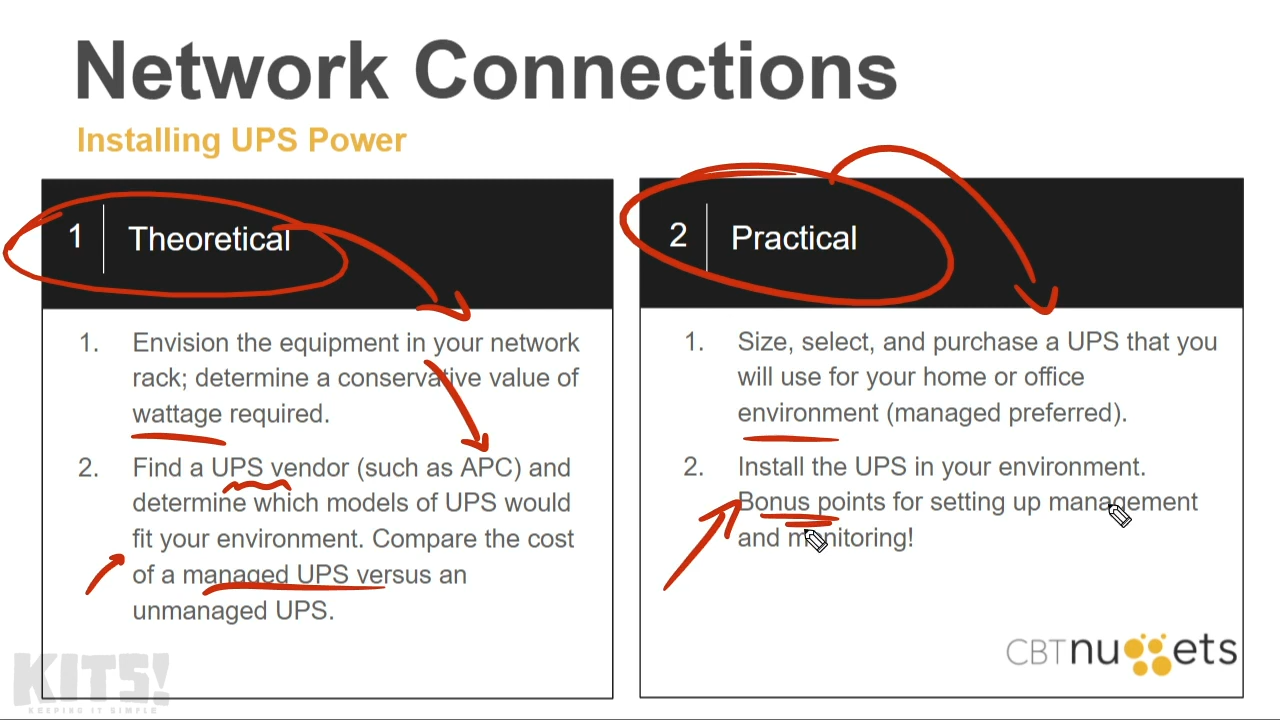 Network Connections
Installing UPS Power
1 Theoretical
1. Envision the equipment in your network
rack; determine a conservative value of
wattage required.
2. Find a UPS vendor (such as APC) and
determine which models of UPS would
fit your environment. Compare the cost
of a managed UPS versus an
unmanaged UPS.
2 Practical
1. Size, select, and purchase a UPS that you
will use for your home or office
environment (managed preferred).
2. Install the UPS in your environment.
Bonus points for setting up management
and monitoring!
CBTnuggets
KITS!
KEEPING IT SIMPLE